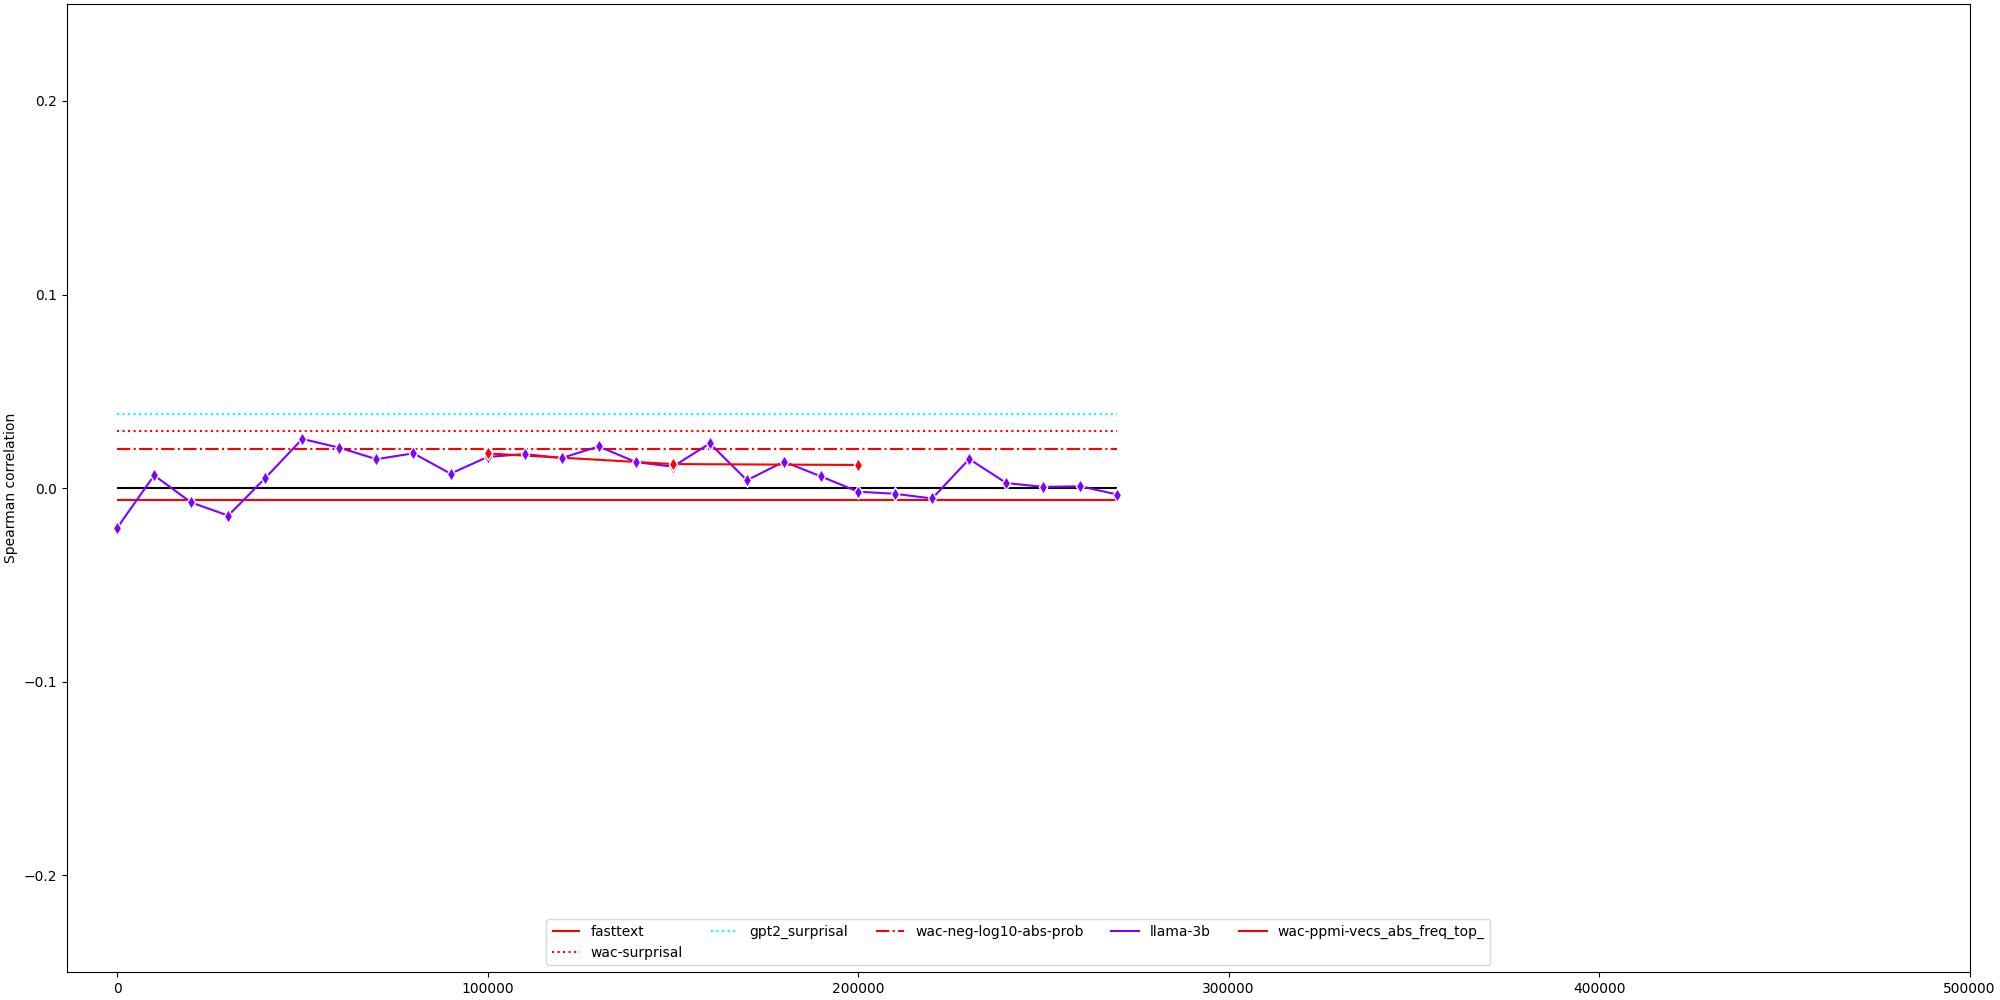 0.2
0.1
0.0
−0.1
−0.2
Spearman correlation
fasttext
wac-surprisal
gpt2_surprisal
wac-neg-log10-abs-prob
llama-3b
wac-ppmi-vecs_abs_freq_top_
0 100000 200000 300000 400000 500000